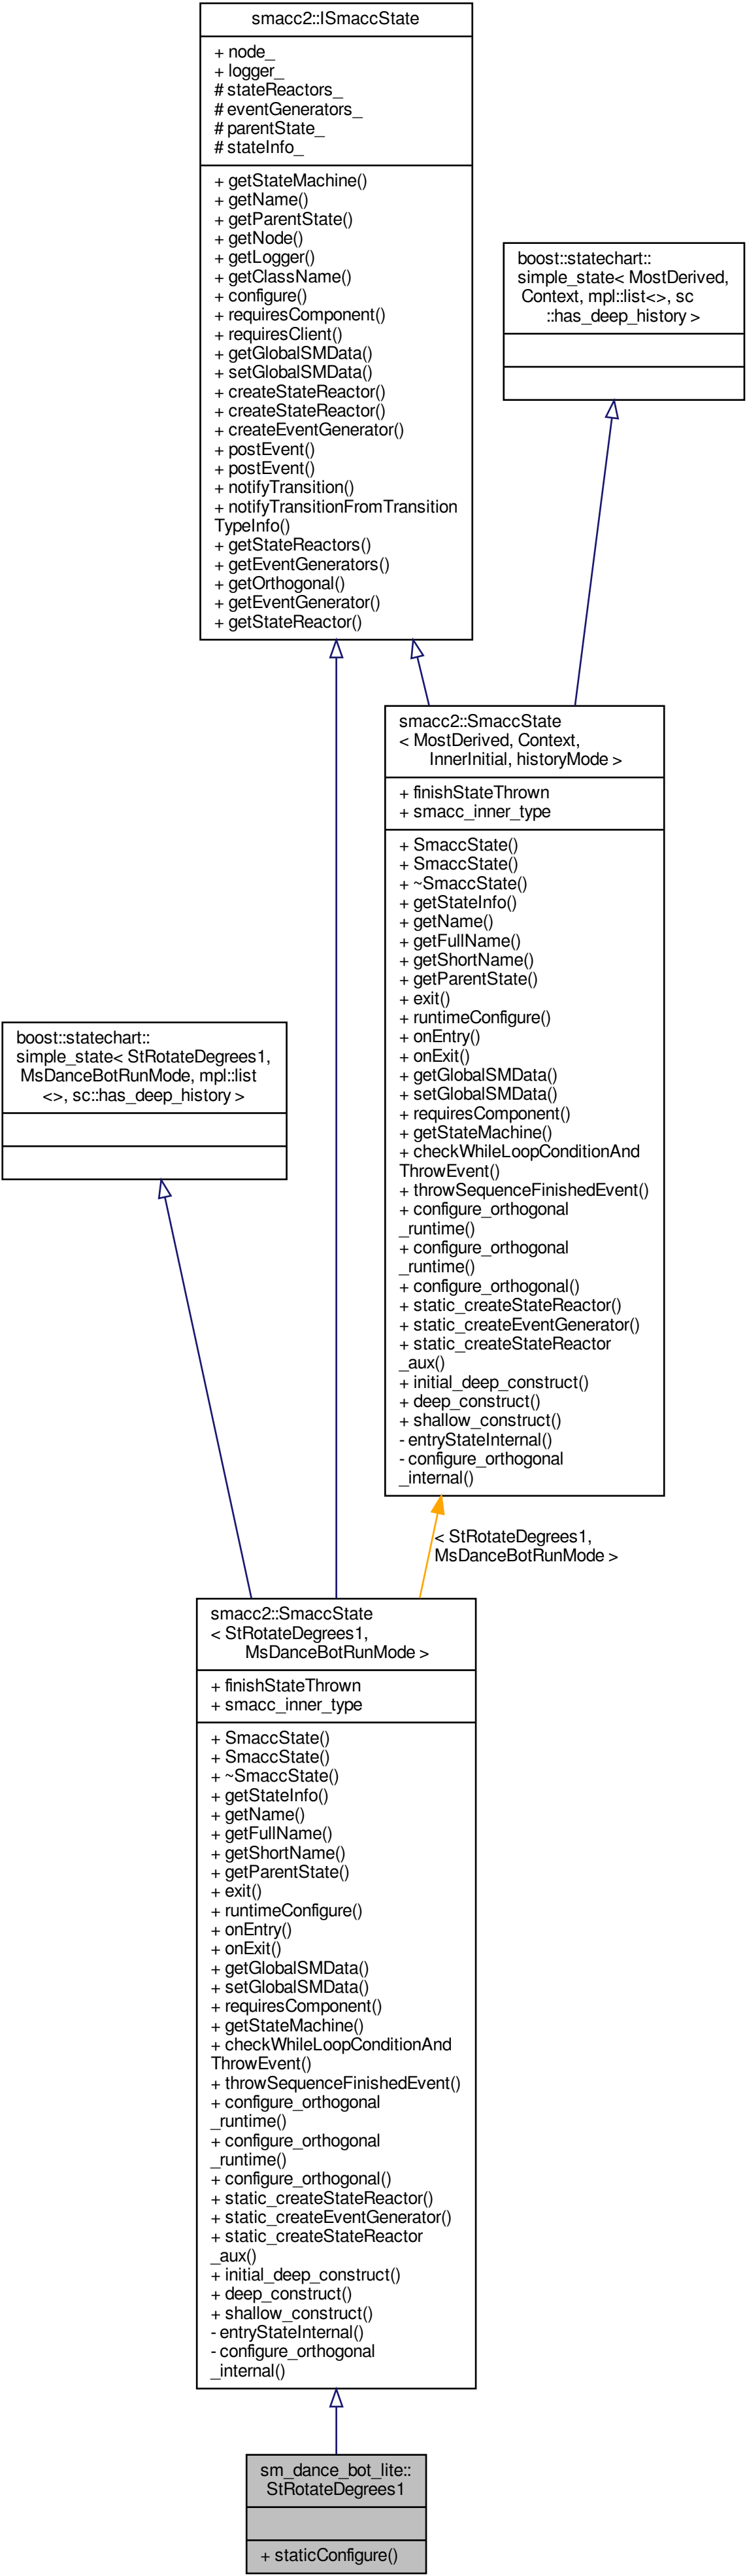 smacc2::ISmaccState
+ node_
+ logger_
# stateReactors_
# eventGenerators_
# parentState_
# stateInfo_
+ getStateMachine()
+ getName()
+ getParentState()
+ getNode()
+ getLogger()
+ getClassName()
+ configure()
+ requiresComponent()
+ requiresClient()
+ getGlobalSMData()
+ setGlobalSMData()
+ createStateReactor()
+ createStateReactor()
+ createEventGenerator()
+ postEvent()
+ postEvent()
+ notifyTransition()
+ notifyTransitionFromTransition
TypeInfo()
+ getStateReactors()
+ getEventGenerators()
+ getOrthogonal()
+ getEventGenerator()
+ getStateReactor()
boost::statechart::
simple_state< MostDerived,
Context, mpl::list<>, sc
::has_deep_history >
smacc2::SmaccState
< MostDerived, Context,
InnerInitial, historyMode >
+ finishStateThrown
+ smacc_inner_type
+ SmaccState()
+ SmaccState()
+ ~SmaccState()
+ getStateInfo()
+ getName()
+ getFullName()
+ getShortName()
+ getParentState()
+ exit()
+ runtimeConfigure()
+ onEntry()
+ onExit()
+ getGlobalSMData()
+ setGlobalSMData()
+ requiresComponent()
+ getStateMachine()
+ checkWhileLoopConditionAnd
ThrowEvent()
+ throwSequenceFinishedEvent()
+ configure_orthogonal
_runtime()
+ configure_orthogonal
_runtime()
+ configure_orthogonal()
+ static_createStateReactor()
+ static_createEventGenerator()
+ static_createStateReactor
_aux()
+ initial_deep_construct()
+ deep_construct()
+ shallow_construct()
- entryStateInternal()
- configure_orthogonal
_internal()
boost::statechart::
simple_state< StRotateDegrees1,
MsDanceBotRunMode, mpl::list
<>, sc::has_deep_history >
< StRotateDegrees1,
MsDanceBotRunMode >
smacc2::SmaccState
< StRotateDegrees1,
MsDanceBotRunMode >
+ finishStateThrown
+ smacc_inner_type
+ SmaccState()
+ SmaccState()
+ ~SmaccState()
+ getStateInfo()
+ getName()
+ getFullName()
+ getShortName()
+ getParentState()
+ exit()
+ runtimeConfigure()
+ onEntry()
+ onExit()
+ getGlobalSMData()
+ setGlobalSMData()
+ requiresComponent()
+ getStateMachine()
+ checkWhileLoopConditionAnd
ThrowEvent()
+ throwSequenceFinishedEvent()
+ configure_orthogonal
_runtime()
+ configure_orthogonal
_runtime()
+ configure_orthogonal()
+ static_createStateReactor()
+ static_createEventGenerator()
+ static_createStateReactor
_aux()
+ initial_deep_construct()
+ deep_construct()
+ shallow_construct()
- entryStateInternal()
- configure_orthogonal
_internal()
sm_dance_bot_lite::
StRotateDegrees1
+ staticConfigure()